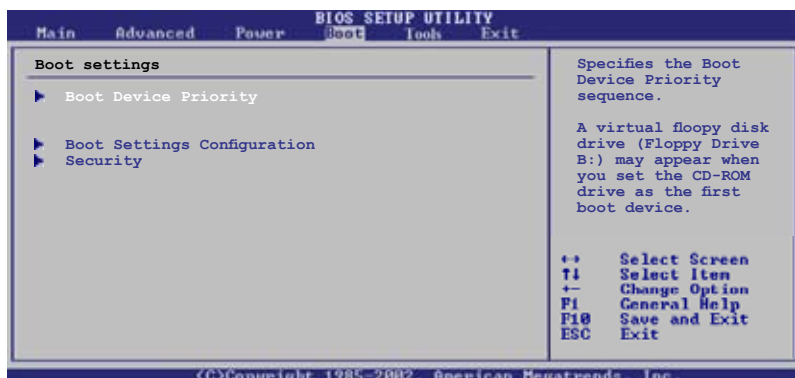 BIOS SETUP UTILITY
Main Advanced Power Boot Tools Exit
Boot settings
Boot Device Priority
Boot Settings Configuration
Security
Specifies the Boot
Device Priority
sequence.
A virtual floopy disk
drive (Floppy Drive
B:) may appear when
you set the CD-ROM
drive as the first
boot device.
←→ Select Screen
↑↓ Select Item
+- Change Option
F1 General Help
F10 Save and Exit
ESC Exit
(C)Copyright 1985-2002, American Megatrends, Inc.